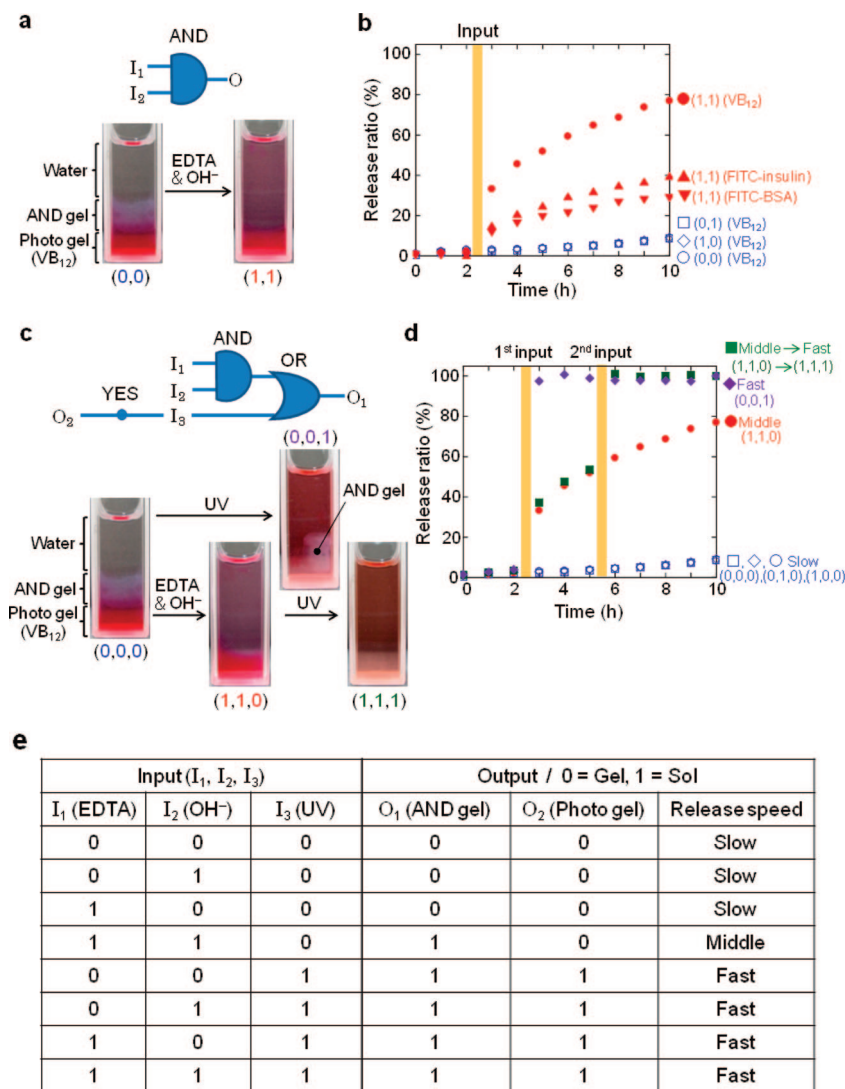 a
AND
I₁
I₂
O
Water
AND gel
Photo gel
(VB₁₂)
EDTA
& OH⁻
(0,0)
(1,1)
b
Input
Release ratio (%)
100
80
60
40
20
0
0 2 4 6 8 10
Time (h)
(1,1) (VB₁₂)
(1,1) (FITC-insulin)
(1,1) (FITC-BSA)
(0,1) (VB₁₂)
(1,0) (VB₁₂)
(0,0) (VB₁₂)
c
AND
OR
I₁
I₂
YES
O₂
I₃
O₁
(0,0,1)
AND gel
UV
Water
AND gel
Photo gel
(VB₁₂)
EDTA
& OH⁻
UV
(0,0,0)
(1,1,0)
(1,1,1)
d
1st input 2nd input
Release ratio (%)
100
80
60
40
20
0
0 2 4 6 8 10
Time (h)
Middle → Fast
(1,1,0) → (1,1,1)
Fast
(0,0,1)
Middle
(1,1,0)
, , Slow
(0,0,0),(0,1,0),(1,0,0)
e
Input (I₁, I₂, I₃) Output / 0 = Gel, 1 = Sol
I₁ (EDTA) I₂ (OH⁻) I₃ (UV) O₁ (AND gel) O₂ (Photo gel) Release speed
0 0 0 0 0 Slow
0 1 0 0 0 Slow
1 0 0 0 0 Slow
1 1 0 1 0 Middle
0 0 1 1 1 Fast
0 1 1 1 1 Fast
1 0 1 1 1 Fast
1 1 1 1 1 Fast